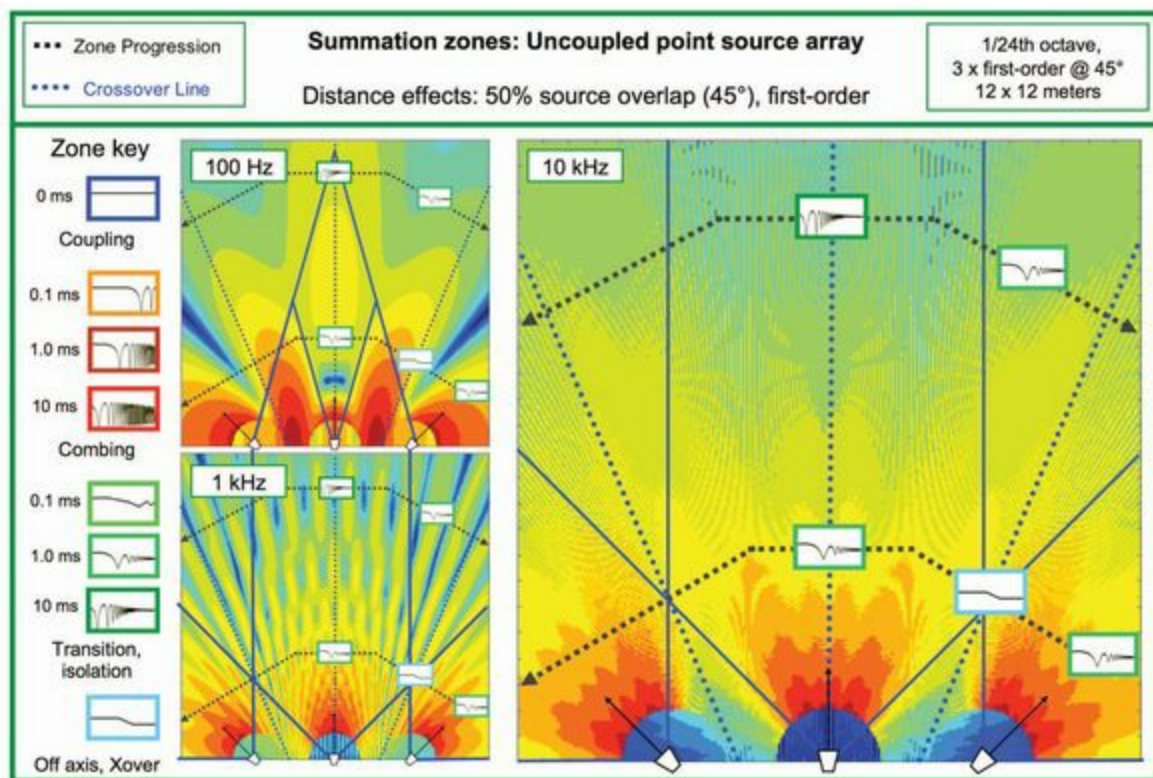 Zone Progression
Crossover Line
Summation zones: Uncoupled point source array
Distance effects: 50% source overlap (45°), first-order
1/24th octave,
3 x first-order @ 45°
12 x 12 meters
Zone key
0 ms
Coupling
0.1 ms
1.0 ms
10 ms
Combing
0.1 ms
1.0 ms
10 ms
Transition,
isolation
Off axis, Xover
100 Hz
1 kHz
10 kHz